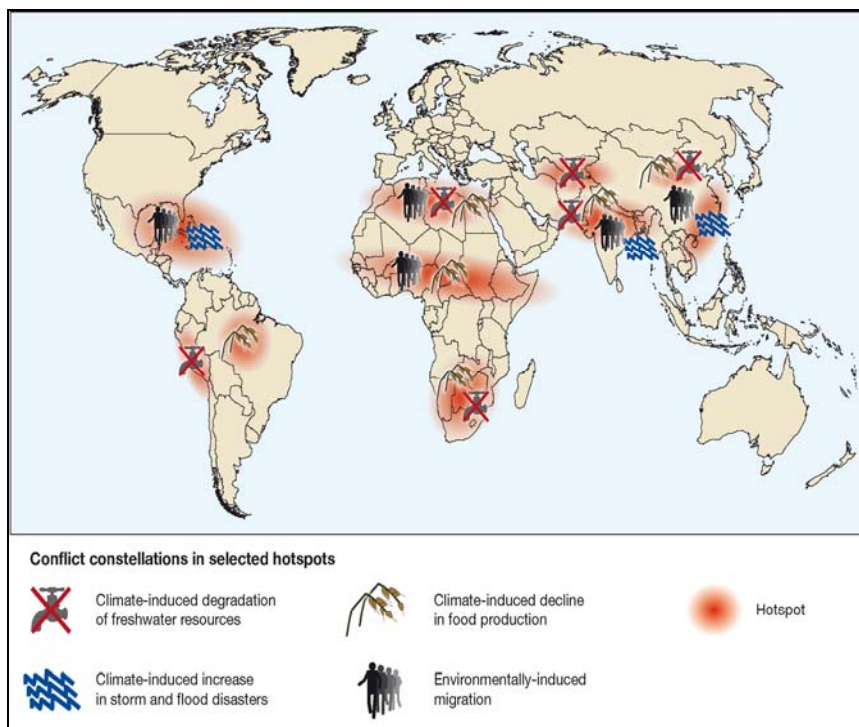 Conflict constellations in selected hotspots
Climate-induced degradation
of freshwater resources
Climate-induced decline
in food production
Hotspot
Climate-induced increase
in storm and flood disasters
Environmentally-induced
migration